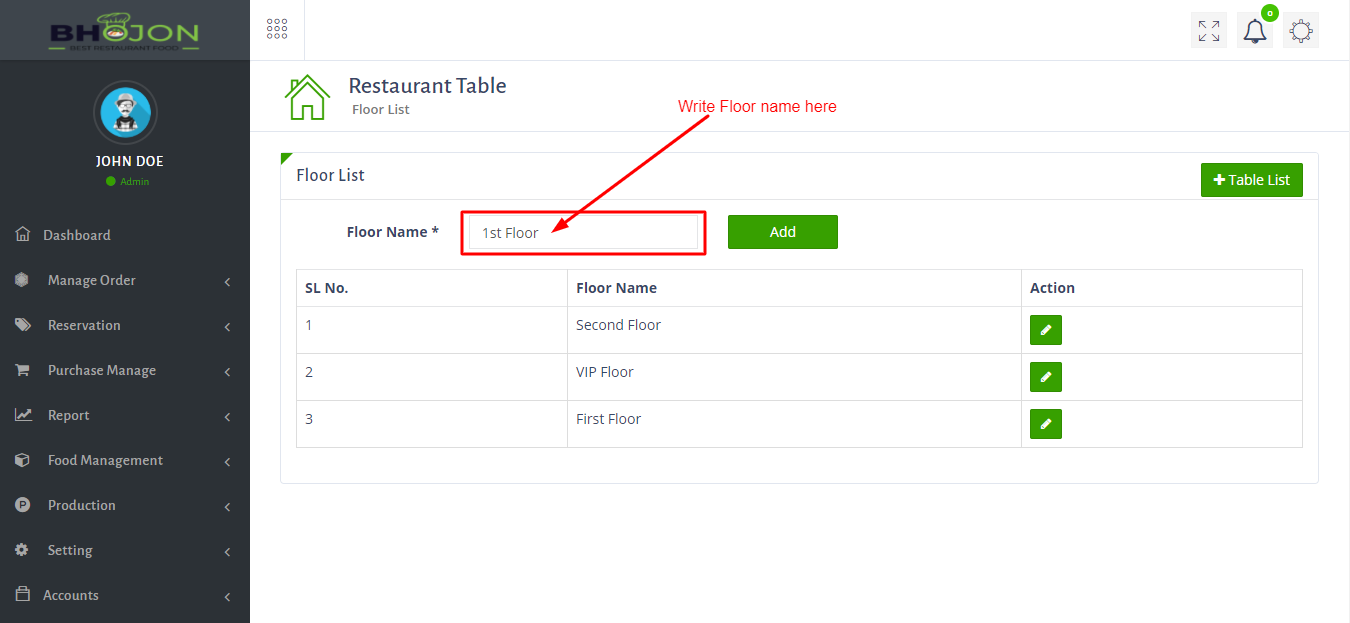 BHOJON
BEST RESTAURANT FOOD
0
Restaurant Table
Floor List
Write Floor name here
JOHN DOE
Admin
Floor List
Table List
Floor Name *
1st Floor
Add
SL No. Floor Name Action
1 Second Floor
2 VIP Floor
3 First Floor
Dashboard
Manage Order
Reservation
Purchase Manage
Report
Food Management
P Production
Setting
Accounts